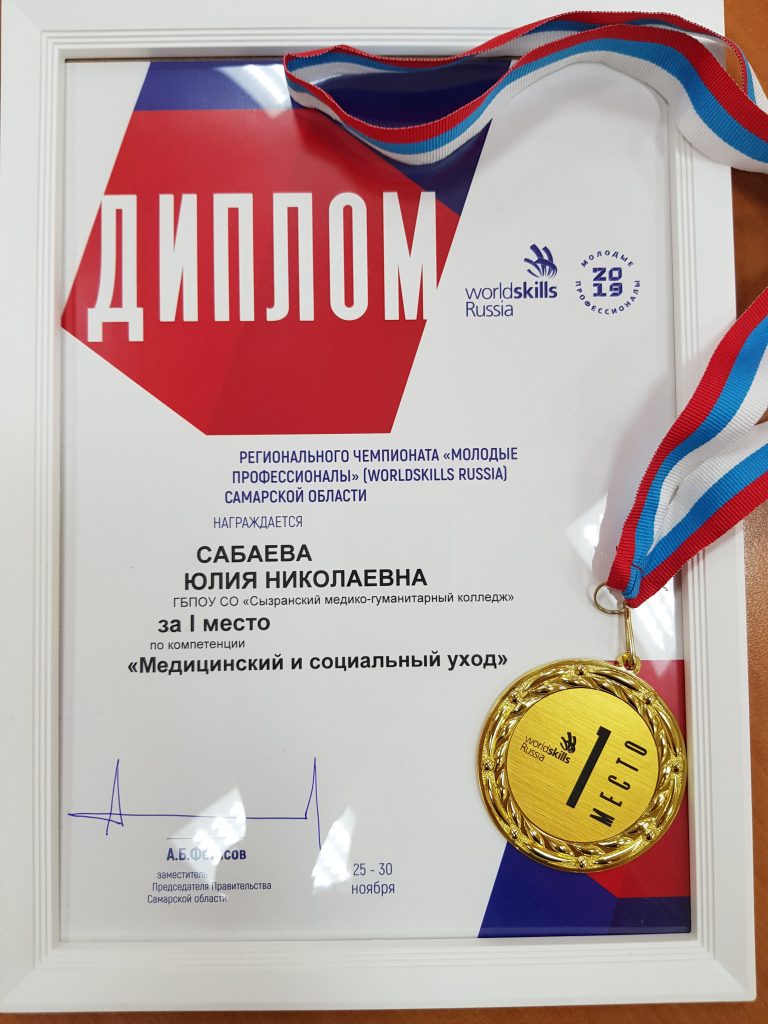 ДИПЛОМ
worldskills
Russia
МОЛОДЫЕ
20
19
ПРОФЕССИОНАЛЫ
РЕГИОНАЛЬНОГО ЧЕМПИОНАТА «МОЛОДЫЕ
ПРОФЕССИОНАЛЫ» (WORLDSKILLS RUSSIA)
САМАРСКОЙ ОБЛАСТИ
НАГРАЖДАЕТСЯ
САБАЕВА
ЮЛИЯ НИКОЛАЕВНА
ГБПОУ СО «Сызранский медико-гуманитарный колледж»
за I место
по компетенции
«Медицинский и социальный уход»
worldskills
Russia
1
МЕСТО
А.Б.
заместитель
Председателя Правительства
Самарской области
25 - 30
ноября